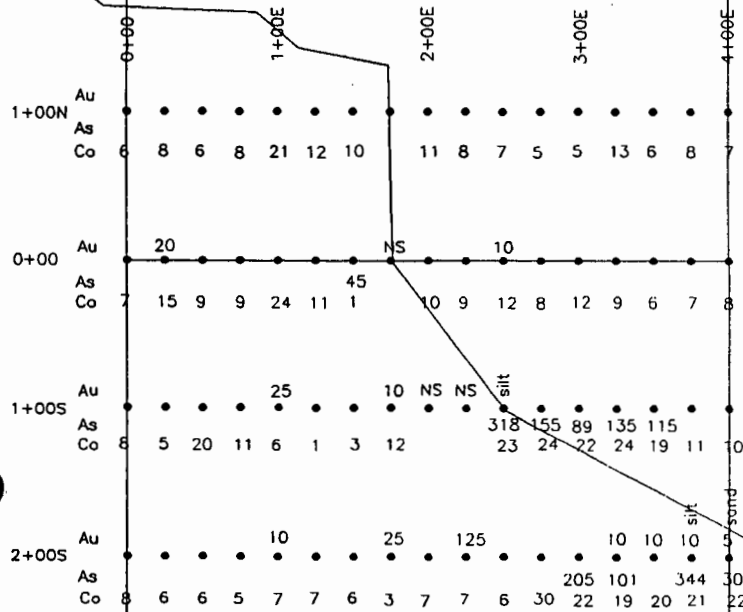 0+00 1+00E 2+00E 3+00E 4+00E
Au
1+00N
As
Co 6 8 6 8 21 12 10 11 8 7 5 5 13 6 8 7
Au 20 NS 10
0+00
As 45
Co 7 15 9 9 24 11 1 10 9 12 8 12 9 6 7 8
Au 25 10 NS NS silt
1+00S
As 318 155 89 135 115
Co 8 5 20 11 6 1 3 12 23 24 22 24 19 11 10
silt sand
Au 10 25 125 10 10 10 5
2+00S
As 205 101 344 30
Co 8 6 6 5 7 7 6 3 7 7 6 30 22 19 20 21 22